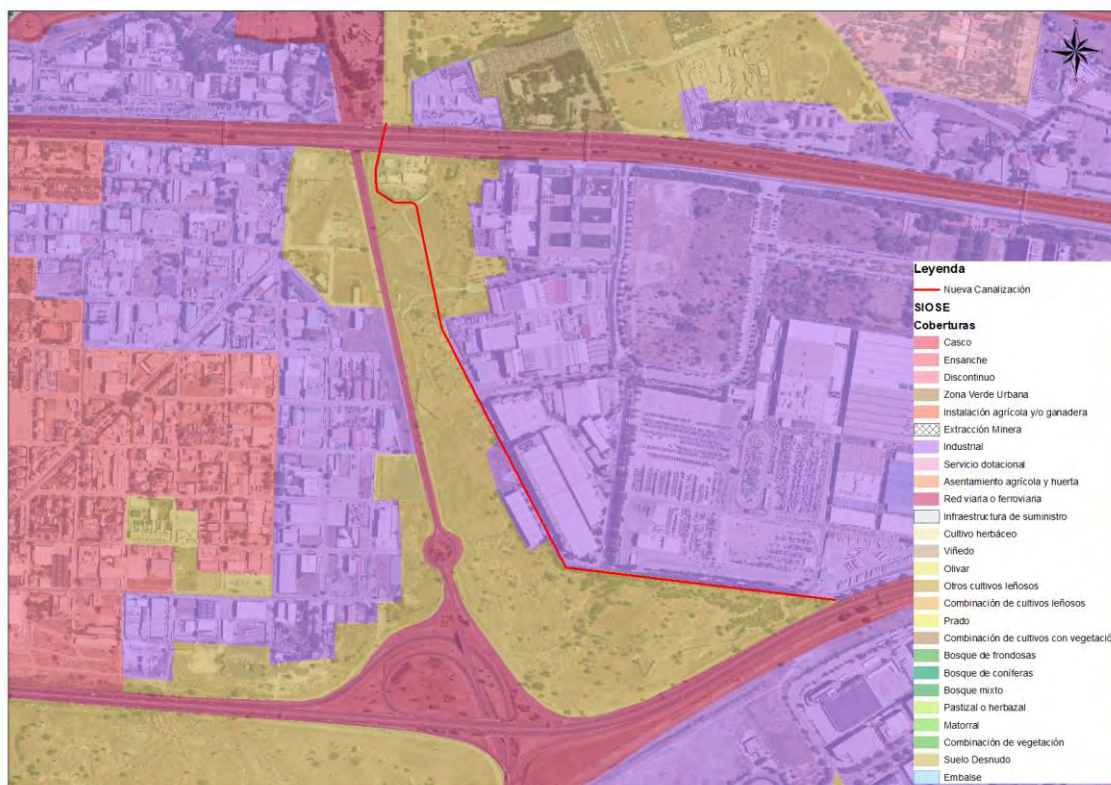 Leyenda
Nueva Canalización
SIOSE
Coberturas
Casco
Ensanche
Discontinuo
Zona Verde Urbana
Instalación agrícola y/o ganadera
Extracción Minera
Industrial
Servicio dotacional
Asentamiento agrícola y huerta
Red viaria o ferroviaria
Infraestructura de suministro
Cultivo herbáceo
Viñedo
Olivar
Otros cultivos leñosos
Combinación de cultivos leñosos
Prado
Combinación de cultivos con vegetació
Bosque de frondosas
Bosque de coníferas
Bosque mixto
Pastizal o herbazal
Matorral
Combinación de vegetación
Suelo Desnudo
Embalse